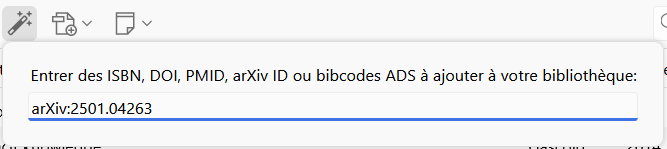 Entrer des ISBN, DOI, PMID, arXiv ID ou bibcodes ADS à ajouter à votre bibliothèque:
arXiv:2501.04263